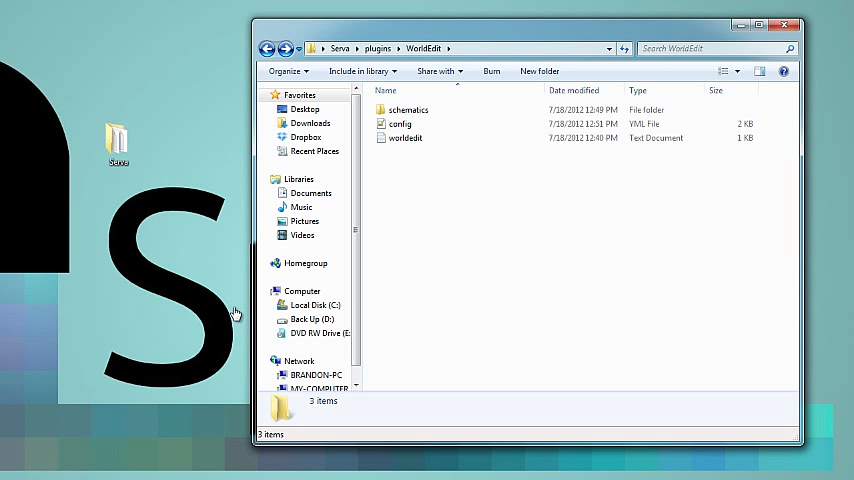 Serva
S
Serva plugins WorldEdit
Search WorldEdit
Organize Include in library Share with Burn New folder
Name Date modified Type Size
schematics 7/18/2012 12:49 PM File folder
config 7/18/2012 12:51 PM YML File 2 KB
worldedit 7/18/2012 12:40 PM Text Document 1 KB
Favorites
Desktop
Downloads
Dropbox
Recent Places
Libraries
Documents
Music
Pictures
Videos
Homegroup
Computer
Local Disk (C:)
Back Up (D:)
DVD RW Drive (E:
Network
BRANDON-PC
MY-COMPUTER
3 items
3 items